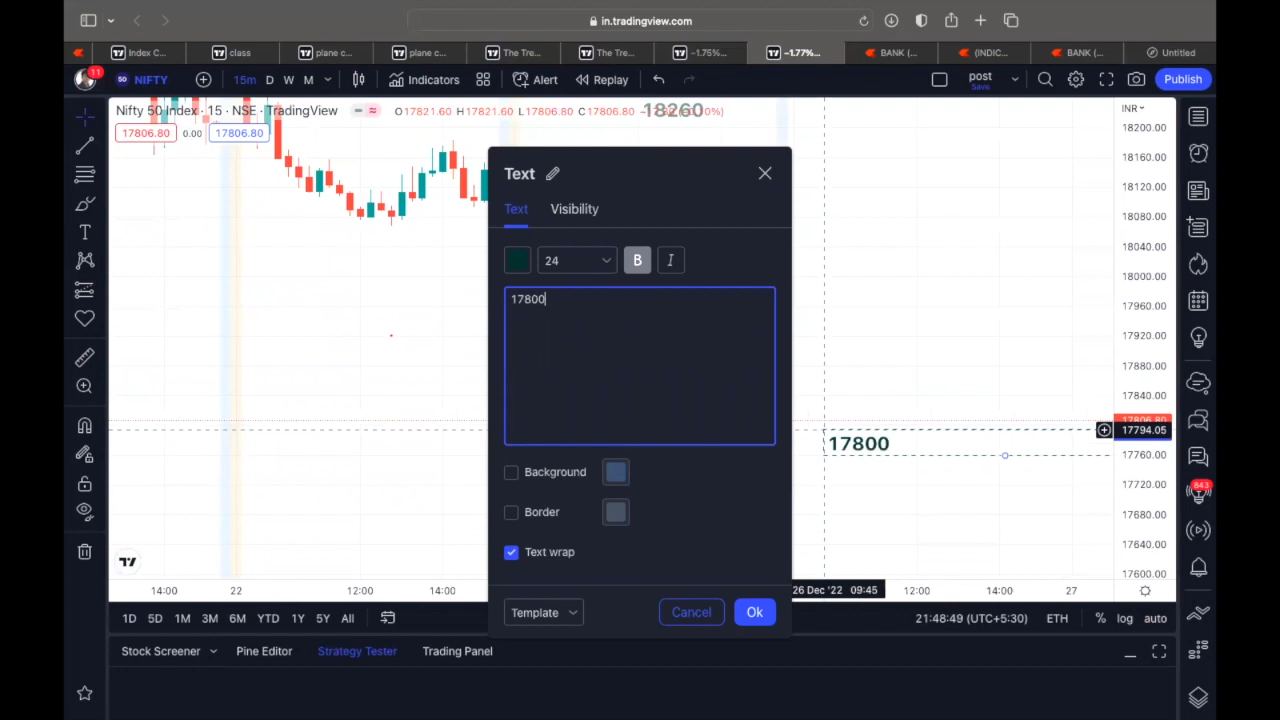 in.tradingview.com
Index C...
class
plane c...
plane c...
The Tre...
The Tre...
−1.75%...
−1.77%...
BANK (...
(INDIC...
BANK (...
Untitled
11
50 NIFTY
15m D W M
Indicators
Alert
Replay
post
Save
Publish
Nifty 50 Index · 15 · NSE · TradingView
O17821.60 H17821.60 L17806.80 C17806.80
18260
17806.80 0.00 17806.80
INR
18200.00
18160.00
18120.00
18080.00
18040.00
18000.00
17960.00
17920.00
17880.00
17840.00
17806.80
17794.05
17760.00
17720.00
17680.00
17640.00
17600.00
Text
Text Visibility
24 B I
17800
Background
Border
Text wrap
Template Cancel Ok
17800
843
14:00 22 12:00 14:00 26 Dec '22 09:45 12:00 14:00 27
1D 5D 1M 3M 6M YTD 1Y 5Y All
21:48:49 (UTC+5:30) ETH % log auto
Stock Screener Pine Editor Strategy Tester Trading Panel